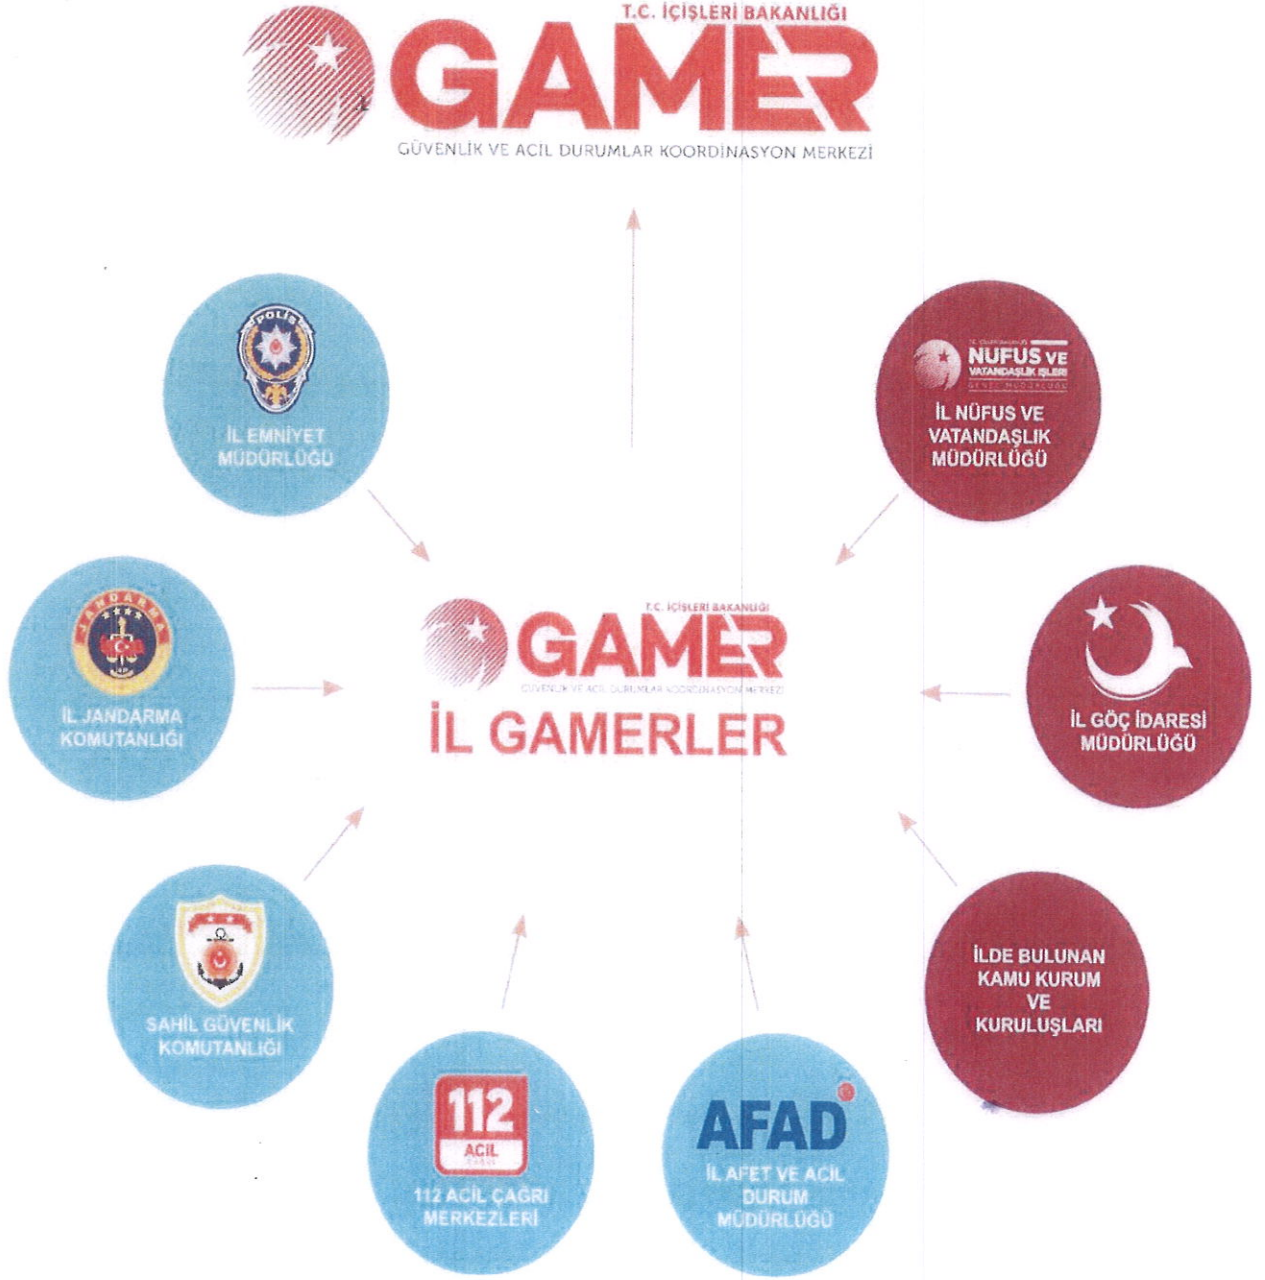 T.C. İÇİŞLERİ BAKANLIĞI
GAMER
GÜVENLİK VE ACİL DURUMLAR KOORDİNASYON MERKEZİ
POLİS
İL EMNİYET
MÜDÜRLÜĞÜ
NÜFUS VE
VATANDAŞLIK İŞLERİ
GENEL MÜDÜRLÜĞÜ
İL NÜFUS VE
VATANDAŞLIK
MÜDÜRLÜĞÜ
JANDARMA
İL JANDARMA
KOMUTANLIĞI
T.C. İÇİŞLERİ BAKANLIĞI
GAMER
GÜVENLİK VE ACİL DURUMLAR KOORDİNASYON MERKEZİ
İL GAMERLER
İL GÖÇ İDARESİ
MÜDÜRLÜĞÜ
SAHİL GÜVENLİK
KOMUTANLIĞI
İLDE BULUNAN
KAMU KURUM
VE
KURULUŞLARI
112
ACİL
112 ACİL ÇAĞRI
MERKEZLERİ
AFAD
İL AFET VE ACİL
DURUM
MÜDÜRLÜĞÜ